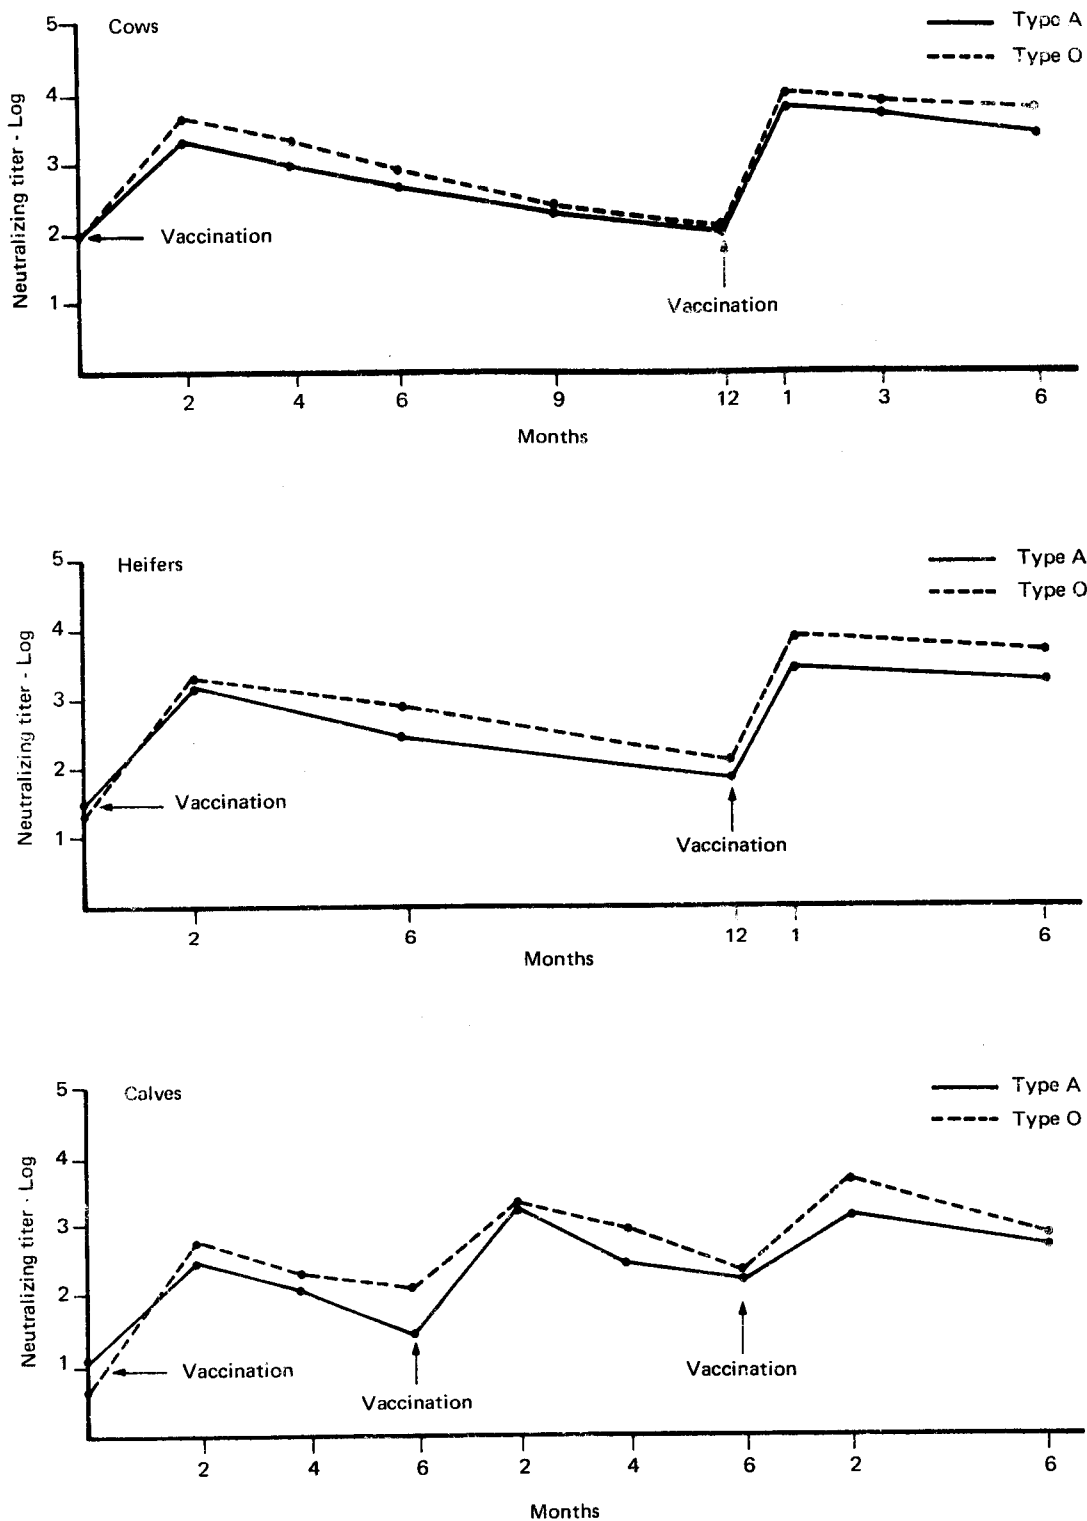 Cows
Type A
Type O
5
4
3
2
1
Neutralizing titer - Log
Vaccination
Vaccination
2 4 6 9 12 1 3 6
Months
Heifers
Type A
Type O
5
4
3
2
1
Neutralizing titer - Log
Vaccination
Vaccination
2 6 12 1 6
Months
Calves
Type A
Type O
5
4
3
2
1
Neutralizing titer - Log
Vaccination
Vaccination
Vaccination
2 4 6 2 4 6 2 6
Months